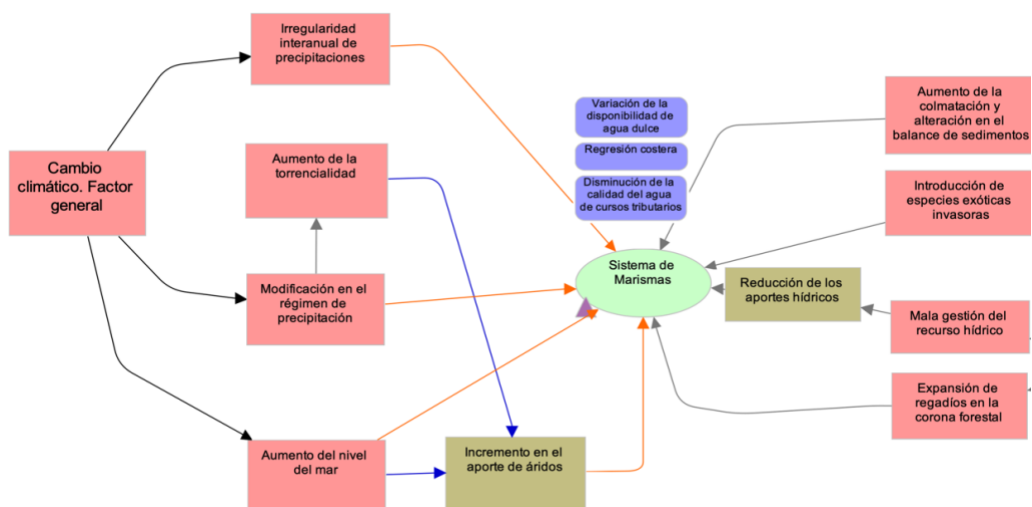 Irregularidad
interanual de
precipitaciones
Variación de la
disponibilidad de
agua dulce
Aumento de la
colmatación y
alteración en el
balance de sedimentos
Regresión costera
Aumento de la
torrencialidad
Cambio
climático. Factor
general
Disminución de la
calidad del agua
de cursos tributarios
Introducción de
especies exóticas
invasoras
Sistema de
Marismas
Modificación en el
régimen de
precipitación
Reducción de los
aportes hídricos
Mala gestión del
recurso hídrico
Expansión de
regadíos en la
corona forestal
Aumento del nivel
del mar
Incremento en el
aporte de áridos